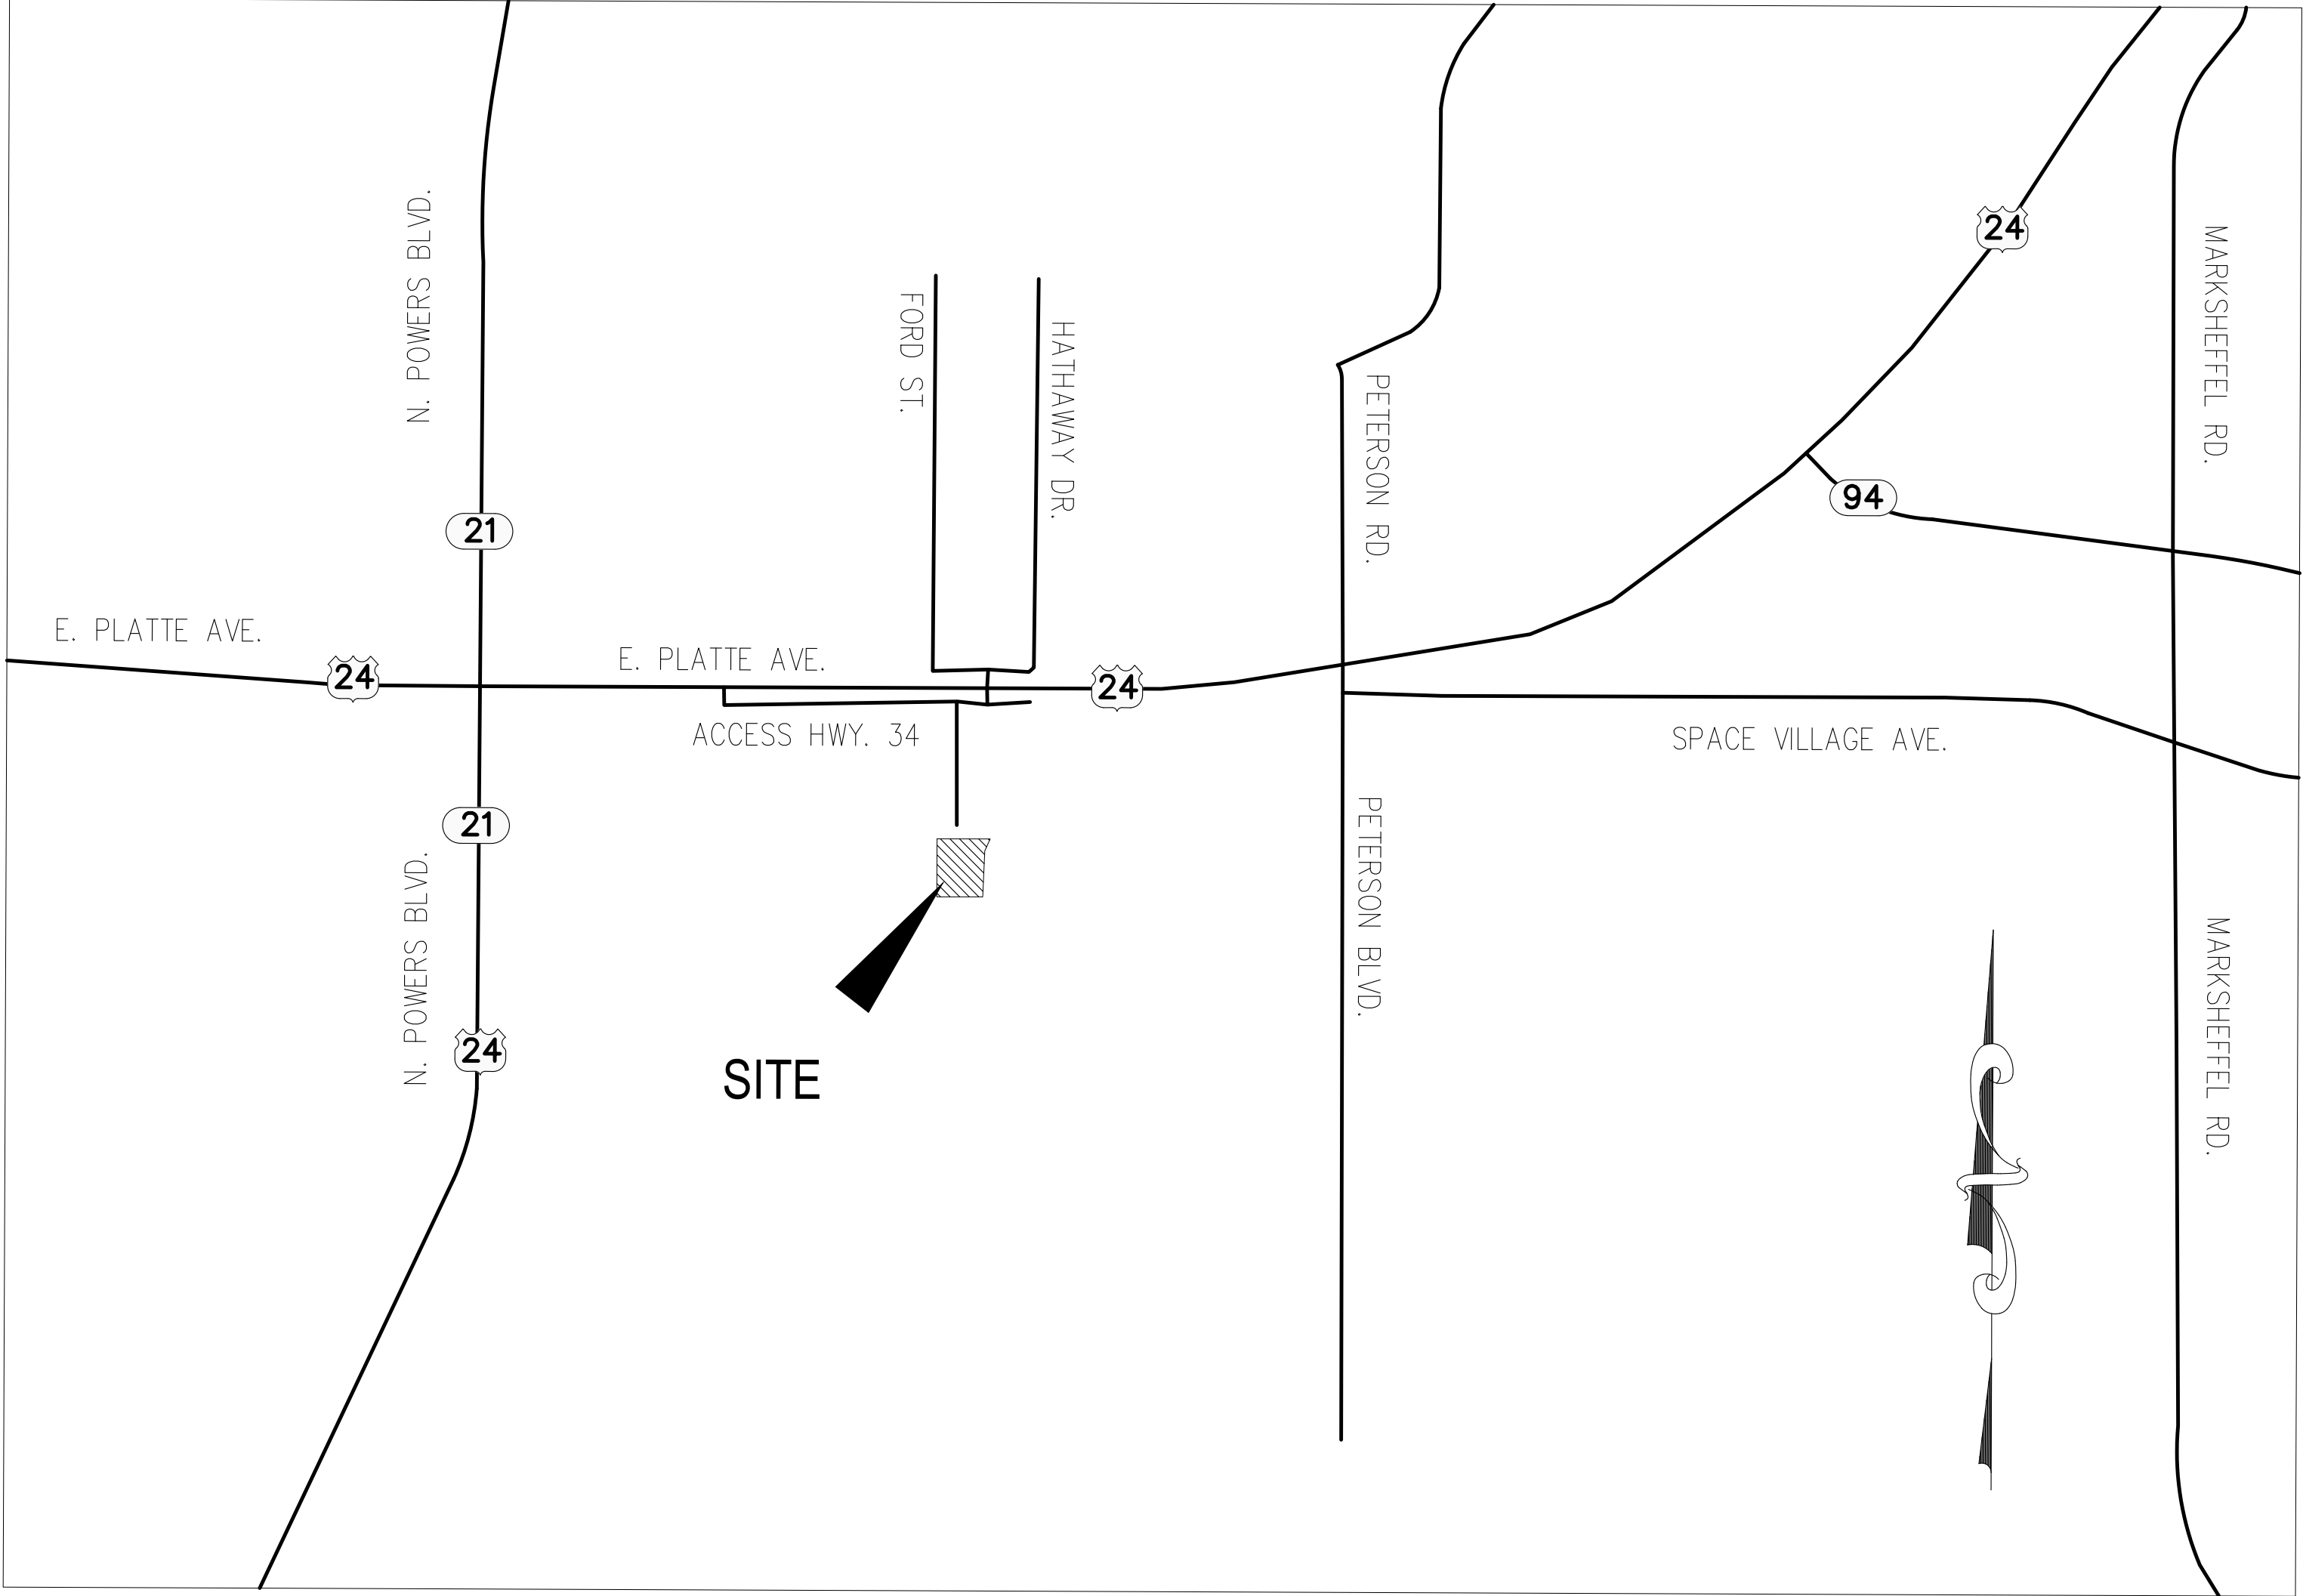 N. POWERS BLVD.
FORD ST.
HATHAWAY DR.
PETERSON RD.
24
MARKSHEFFEL RD.
94
21
E. PLATTE AVE.
24
E. PLATTE AVE.
24
ACCESS HWY. 34
SPACE VILLAGE AVE.
21
N. POWERS BLVD.
PETERSON BLVD.
MARKSHEFFEL RD.
24
SITE